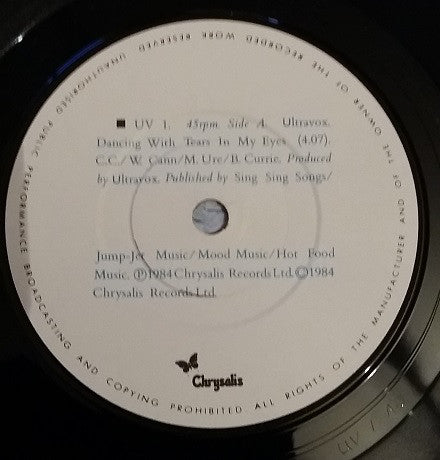 ■ UV 1. 45rpm. Side A. Ultravox.
Dancing With Tears In My Eyes (4.07).
C.C./W. Cann/M. Ure/B. Currie. Produced
by Ultravox. Published by Sing Sing Songs/
Jump-Jet Music/Mood Music/Hot Food
Music. Ⓟ1984 Chrysalis Records Ltd. ©1984
Chrysalis Records Ltd.
Chrysalis
ALL RIGHTS OF THE MANUFACTURER AND OF THE OWNER OF THE RECORDED WORK RESERVED UNAUTHORISED PUBLIC PERFORMANCE BROADCASTING AND COPYING PROHIBITED